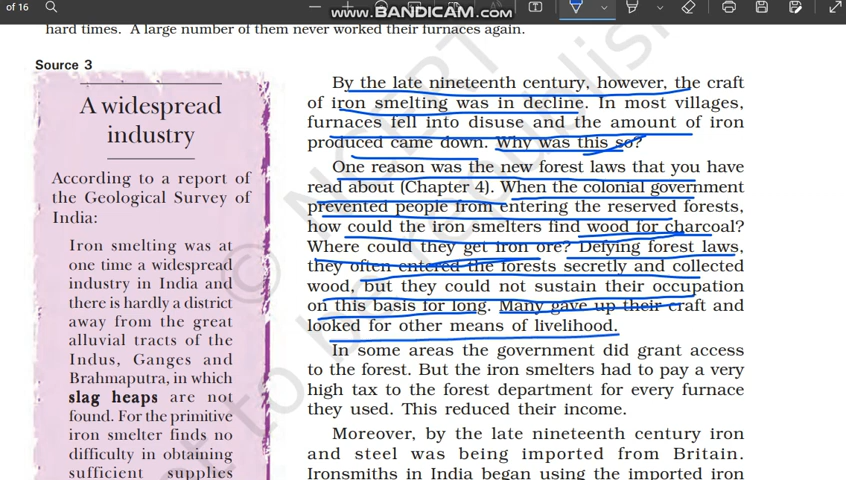 of 16
www.BANDICAM.com
hard times. A large number of them never worked their furnaces again.
Source 3
A widespread
industry
According to a report of
the Geological Survey of
India:
Iron smelting was at
one time a widespread
industry in India and
there is hardly a district
away from the great
alluvial tracts of the
Indus, Ganges and
Brahmaputra, in which
slag heaps are not
found. For the primitive
iron smelter finds no
difficulty in obtaining
sufficient supplies
By the late nineteenth century, however, the craft
of iron smelting was in decline. In most villages,
furnaces fell into disuse and the amount of iron
produced came down. Why was this so?
One reason was the new forest laws that you have
read about (Chapter 4). When the colonial government
prevented people from entering the reserved forests,
how could the iron smelters find wood for charcoal?
Where could they get iron ore? Defying forest laws,
they often entered the forests secretly and collected
wood, but they could not sustain their occupation
on this basis for long. Many gave up their craft and
looked for other means of livelihood.
In some areas the government did grant access
to the forest. But the iron smelters had to pay a very
high tax to the forest department for every furnace
they used. This reduced their income.
Moreover, by the late nineteenth century iron
and steel was being imported from Britain.
Ironsmiths in India began using the imported iron